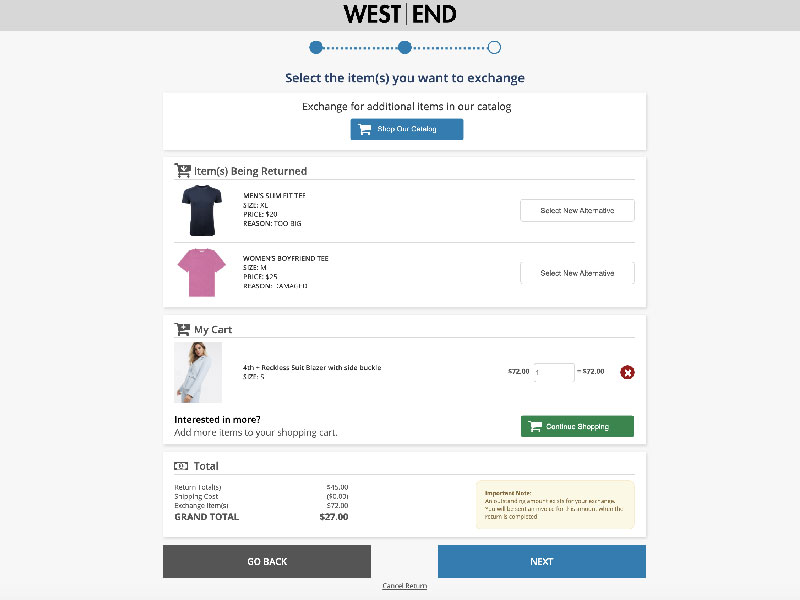 WEST|END
Select the item(s) you want to exchange
Exchange for additional items in our catalog
Shop Our Catalog
Item(s) Being Returned
MEN'S SLIM FIT TEE
SIZE: XL
PRICE: $20
REASON: TOO BIG
Select New Alternative
WOMEN'S BOYFRIEND TEE
SIZE: M
PRICE: $25
REASON: DAMAGED
Select New Alternative
My Cart
4th + Reckless Suit Blazer with side buckle
SIZE: S
$72.00 1 = $72.00
Interested in more?
Add more items to your shopping cart.
Continue Shopping
Total
Return Total(s) $45.00
Shipping Cost ($0.00)
Exchange Item(s) $72.00
GRAND TOTAL $27.00
Important Note:
An outstanding amount exists for your exchange.
You will be sent an invoice for this amount when the
return is completed.
GO BACK
NEXT
Cancel Return